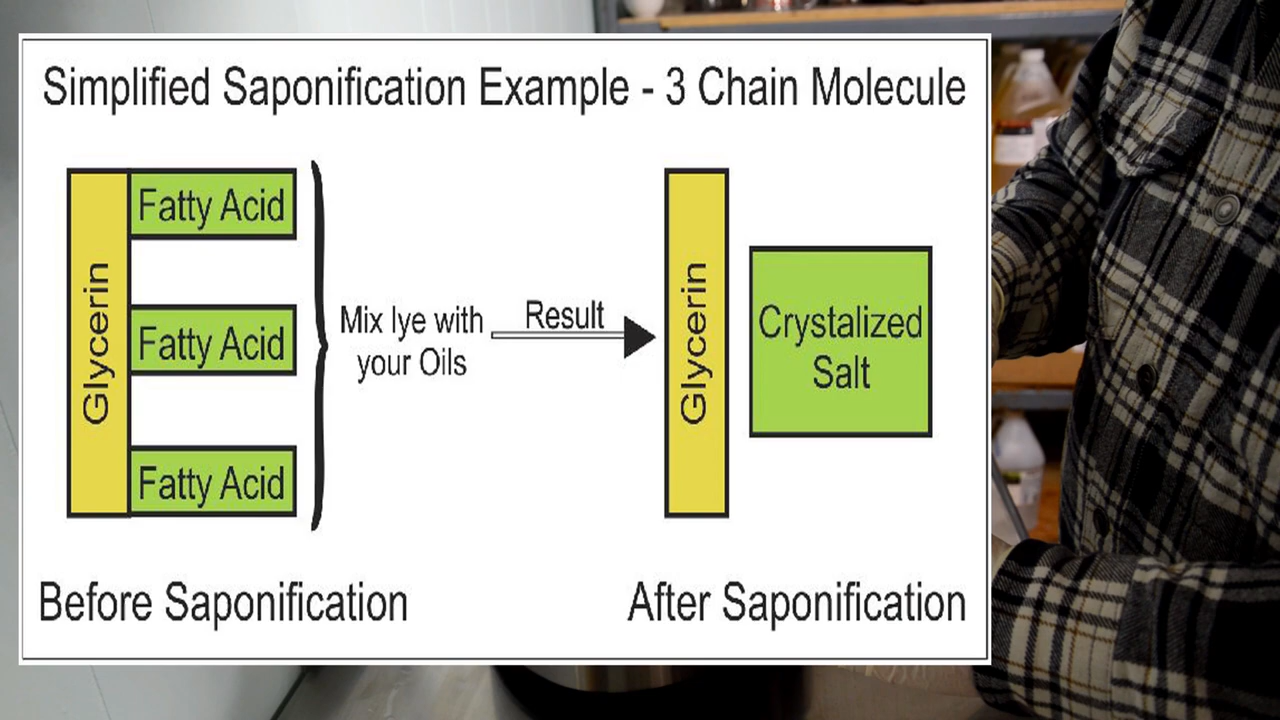 Simplified Saponification Example - 3 Chain Molecule
Glycerin
Fatty Acid
Fatty Acid
Fatty Acid
Mix lye with
your Oils
Result
Glycerin
Crystalized
Salt
Before Saponification
After Saponification